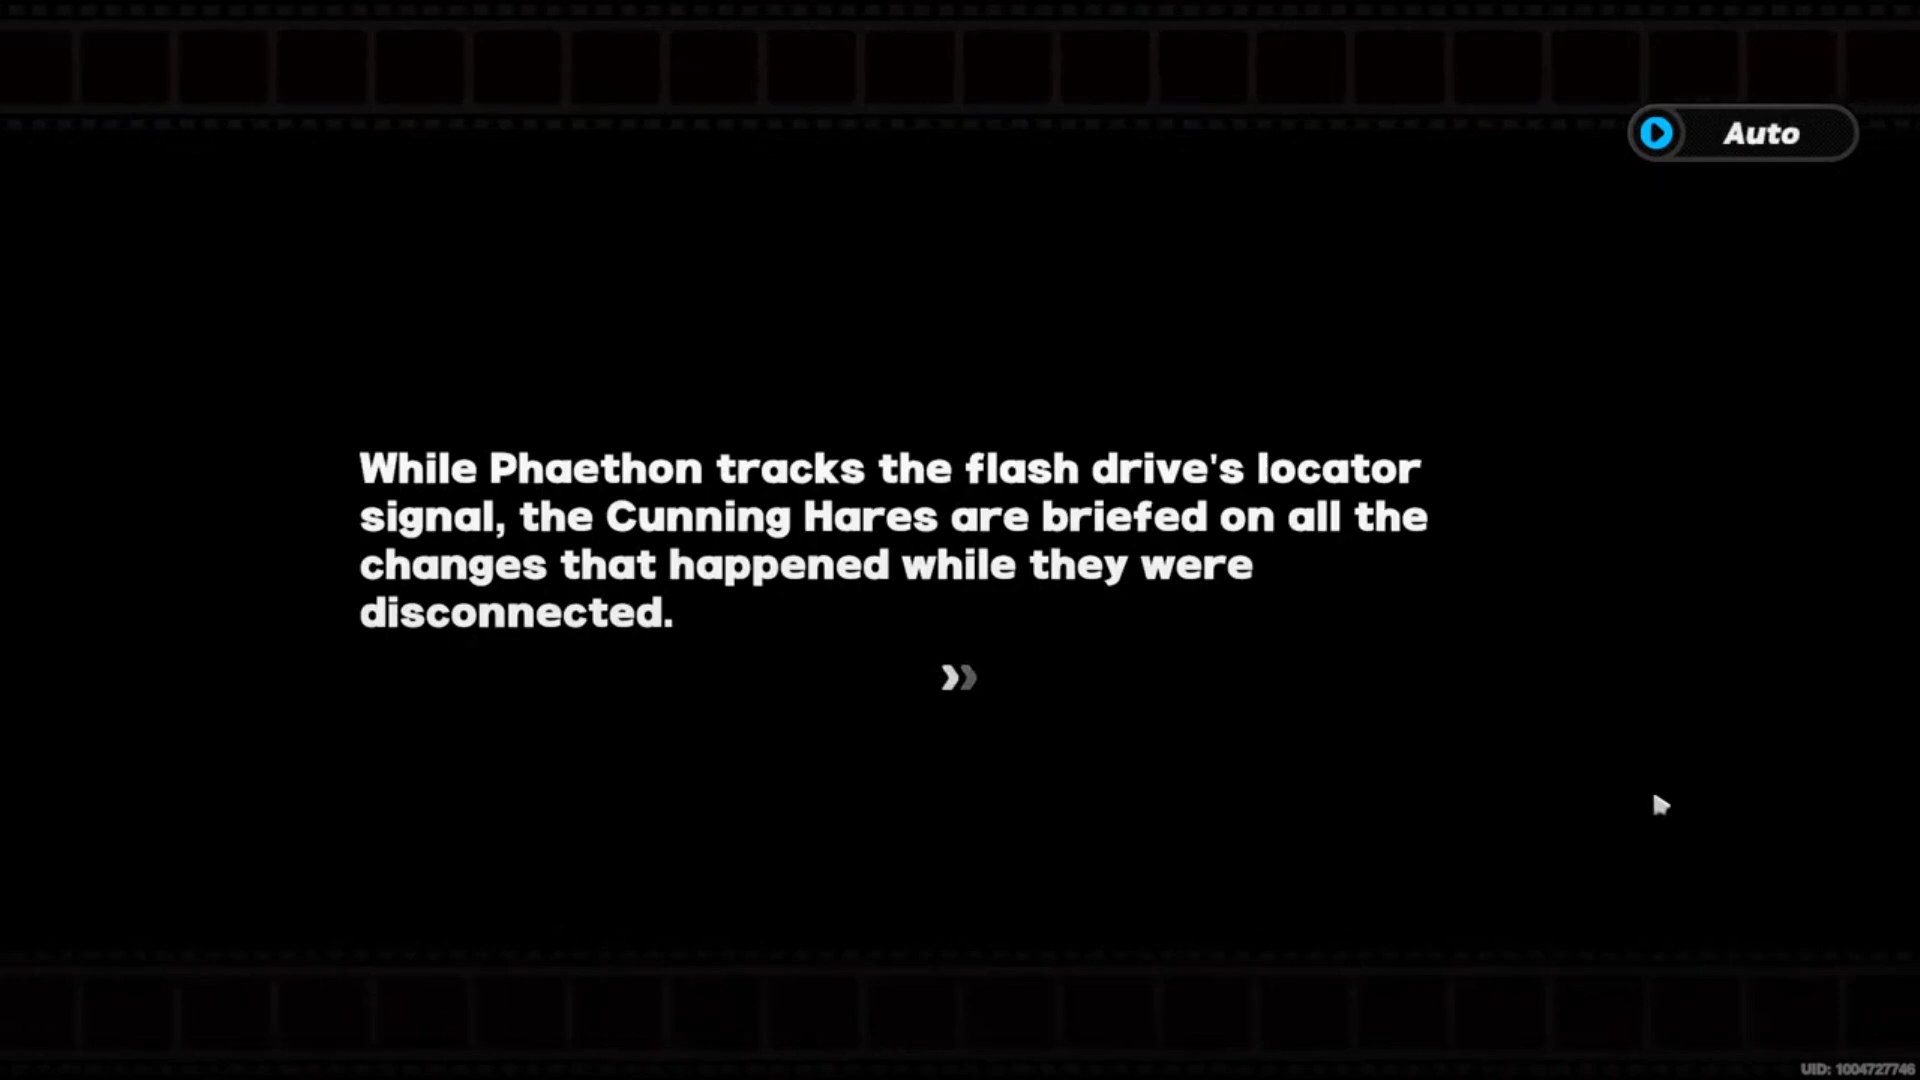 Auto
While Phaethon tracks the flash drive's locator
signal, the Cunning Hares are briefed on all the
changes that happened while they were
disconnected.
UID: 1004727746